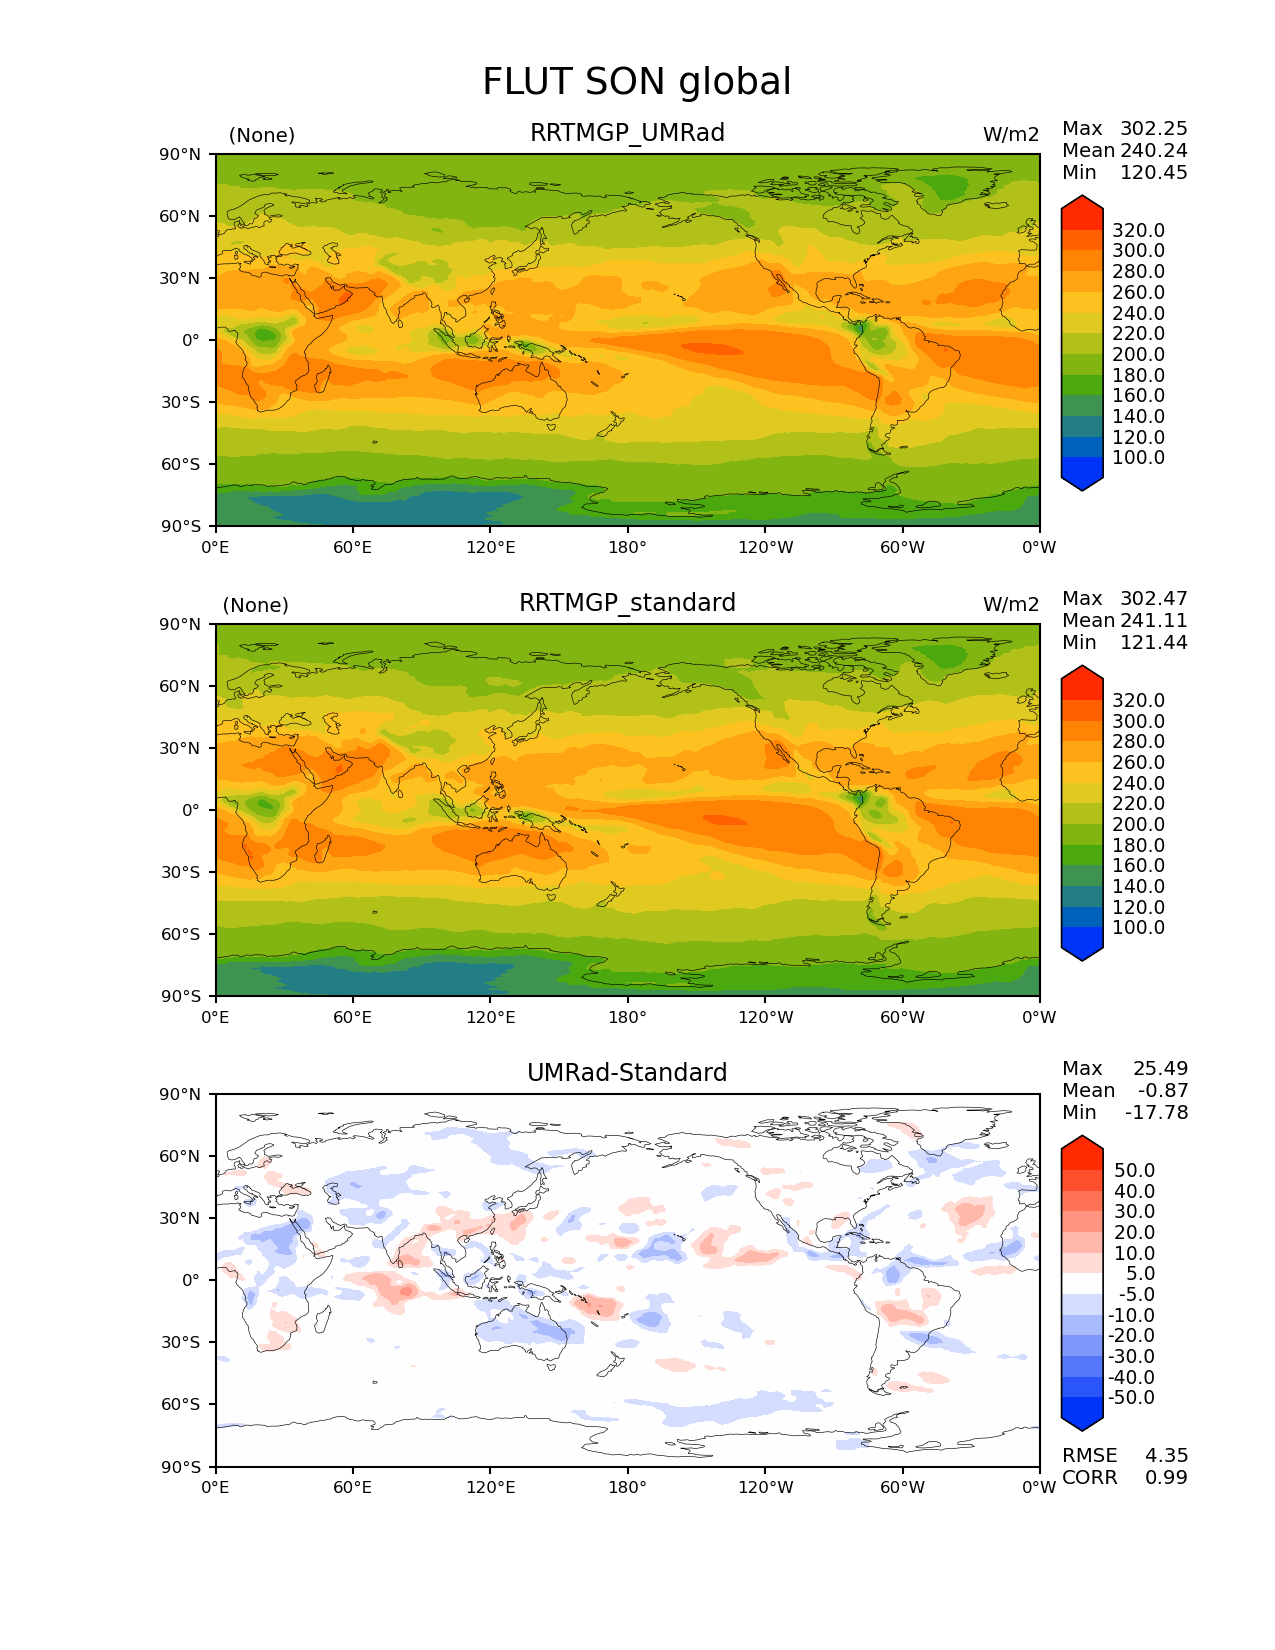 FLUT SON global
(None) RRTMGP_UMRad W/m2
Max 302.25
Mean 240.24
Min 120.45
90°N
60°N
30°N
0°
30°S
60°S
90°S
0°E 60°E 120°E 180° 120°W 60°W 0°W
320.0
300.0
280.0
260.0
240.0
220.0
200.0
180.0
160.0
140.0
120.0
100.0
(None) RRTMGP_standard W/m2
Max 302.47
Mean 241.11
Min 121.44
90°N
60°N
30°N
0°
30°S
60°S
90°S
0°E 60°E 120°E 180° 120°W 60°W 0°W
320.0
300.0
280.0
260.0
240.0
220.0
200.0
180.0
160.0
140.0
120.0
100.0
UMRad-Standard
Max 25.49
Mean -0.87
Min -17.78
90°N
60°N
30°N
0°
30°S
60°S
90°S
0°E 60°E 120°E 180° 120°W 60°W 0°W
50.0
40.0
30.0
20.0
10.0
5.0
-5.0
-10.0
-20.0
-30.0
-40.0
-50.0
RMSE 4.35
CORR 0.99